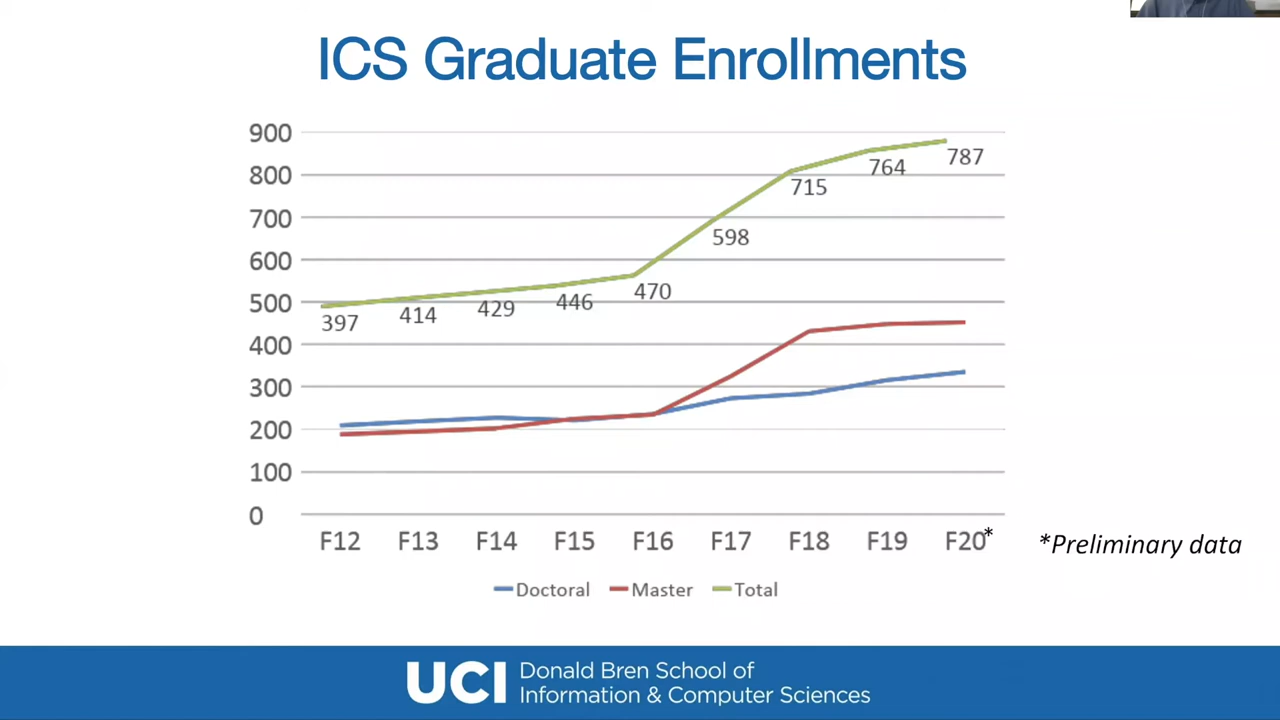 ICS Graduate Enrollments
900
800
700
600
500
400
300
200
100
0
397
414
429
446
470
598
715
764
787
F12 F13 F14 F15 F16 F17 F18 F19 F20*
*Preliminary data
Doctoral Master Total
UCI
Donald Bren School of
Information & Computer Sciences